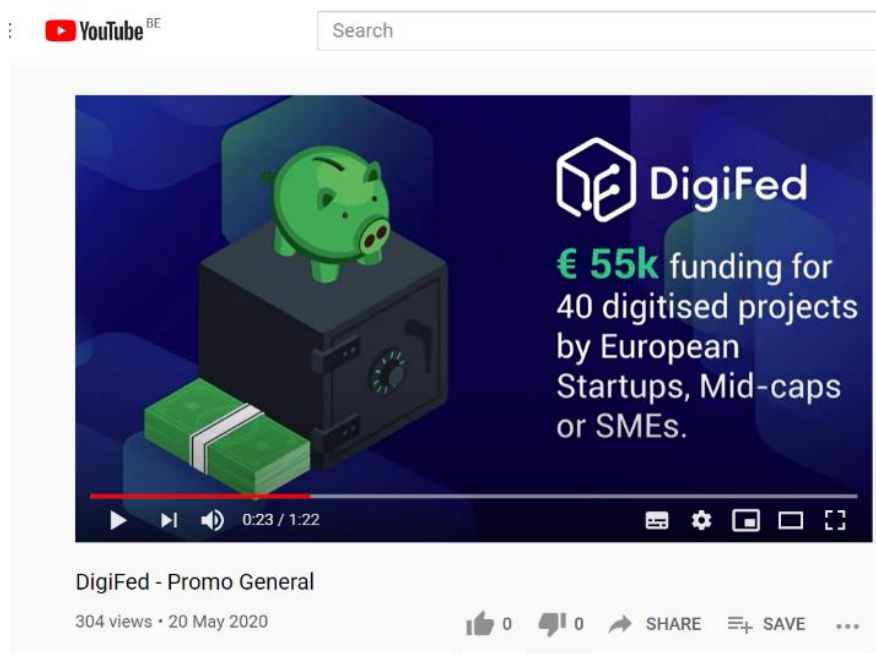 YouTube BE
Search
DigiFed
€ 55k funding for
40 digitised projects
by European
Startups, Mid-caps
or SMEs.
0:23 / 1:22
DigiFed - Promo General
304 views • 20 May 2020
0 0 SHARE SAVE